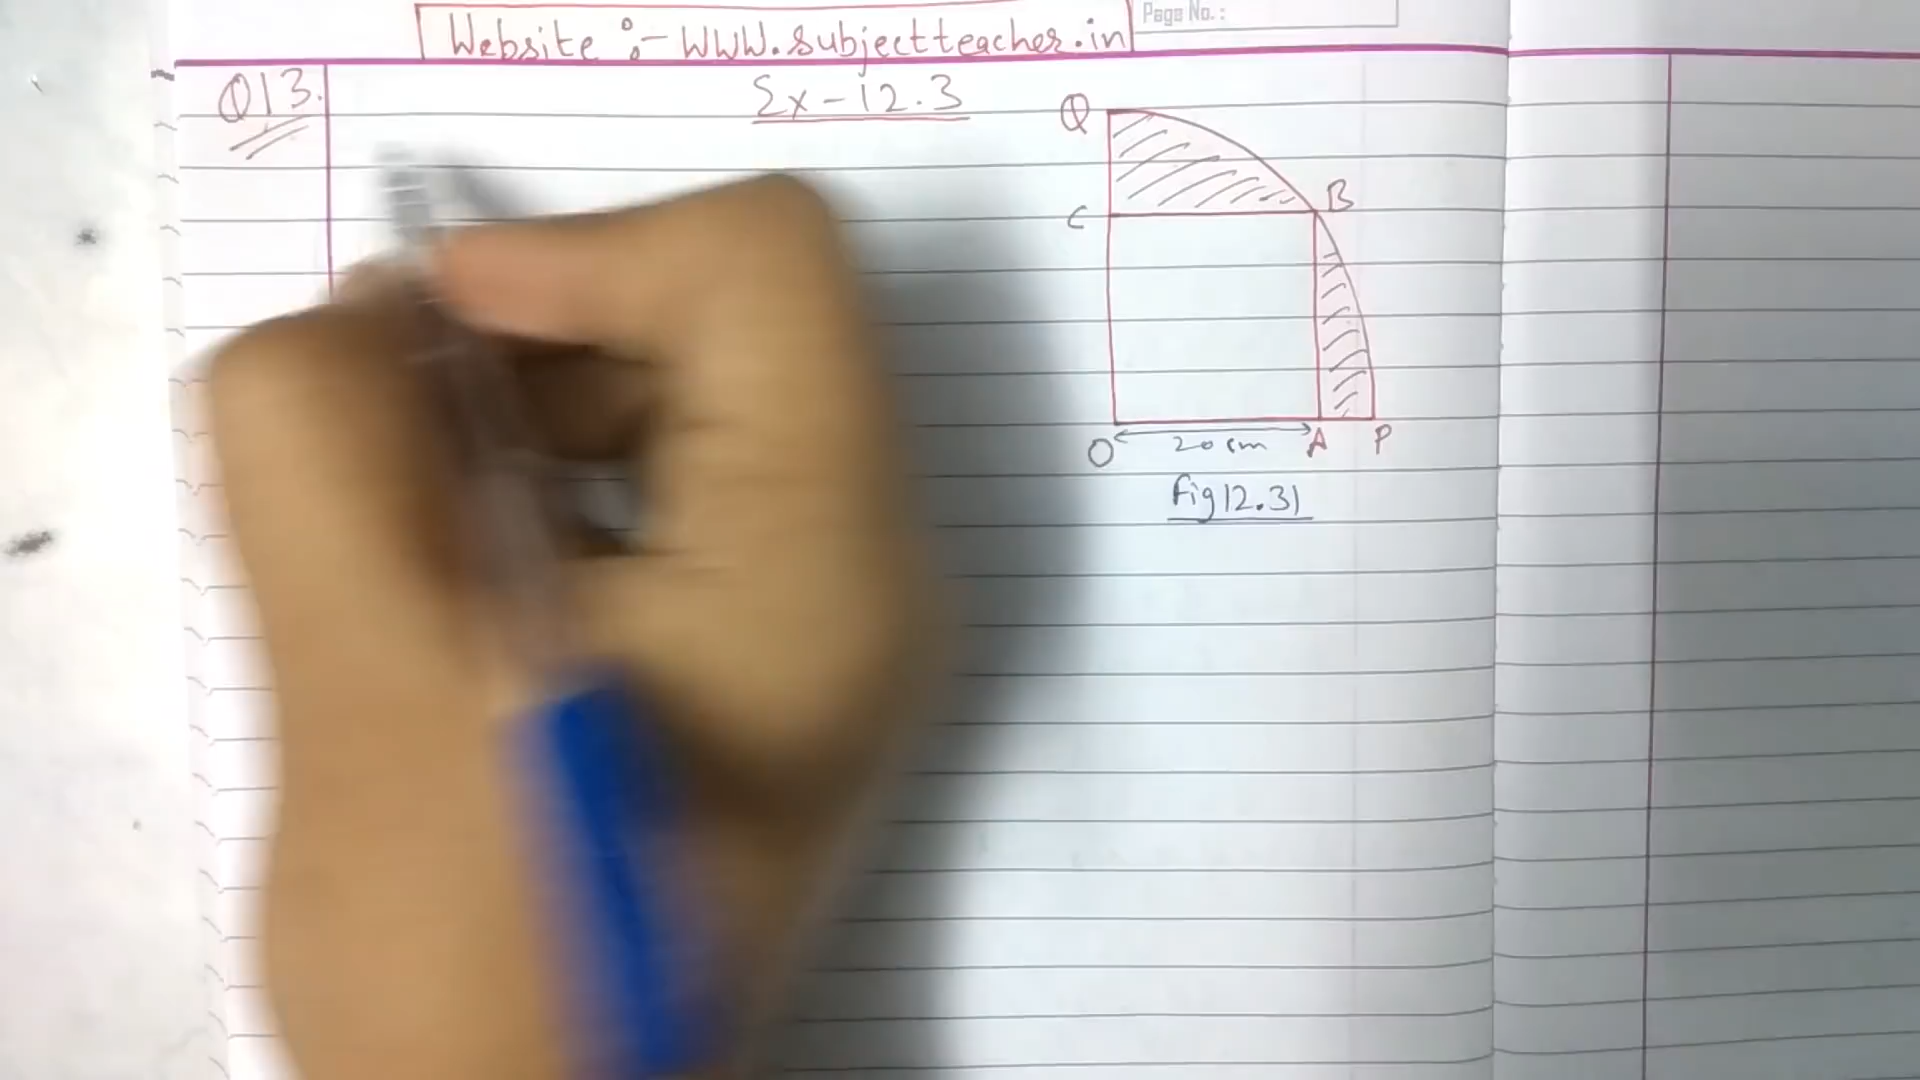 Page No.:
Website :- WWW.subjectteacher.in
Q13.
Ex-12.3
Q
B
C
O
20 cm
A
P
Fig 12.31